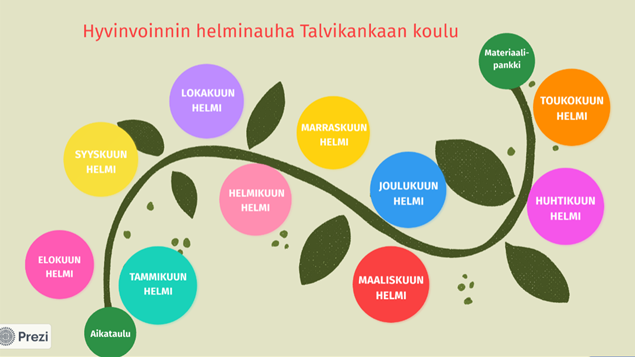 Hyvinvoinnin helminauha Talvikankaan koulu
Materiaali-
pankki
LOKAKUUN
HELMI
TOUKOKUUN
HELMI
MARRASKUUN
HELMI
SYYSKUUN
HELMI
HELMIKUUN
HELMI
JOULUKUUN
HELMI
HUHTIKUUN
HELMI
ELOKUUN
HELMI
TAMMIKUUN
HELMI
MAALISKUUN
HELMI
Aikataulu
Prezi